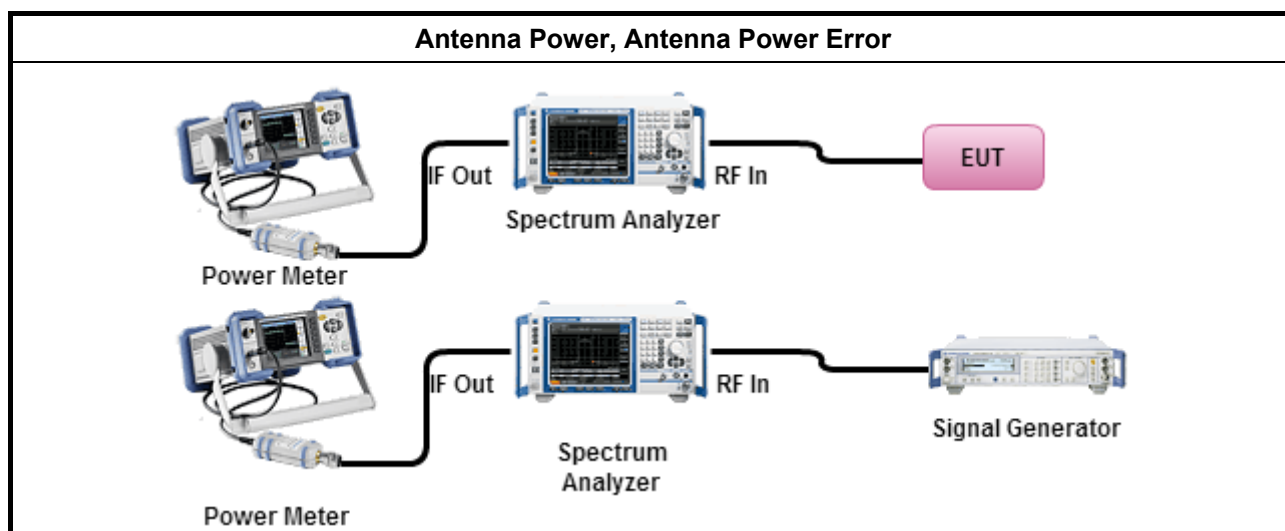 Antenna Power, Antenna Power Error
IF Out
RF In
EUT
Spectrum Analyzer
Power Meter
IF Out
RF In
Signal Generator
Spectrum
Analyzer
Power Meter